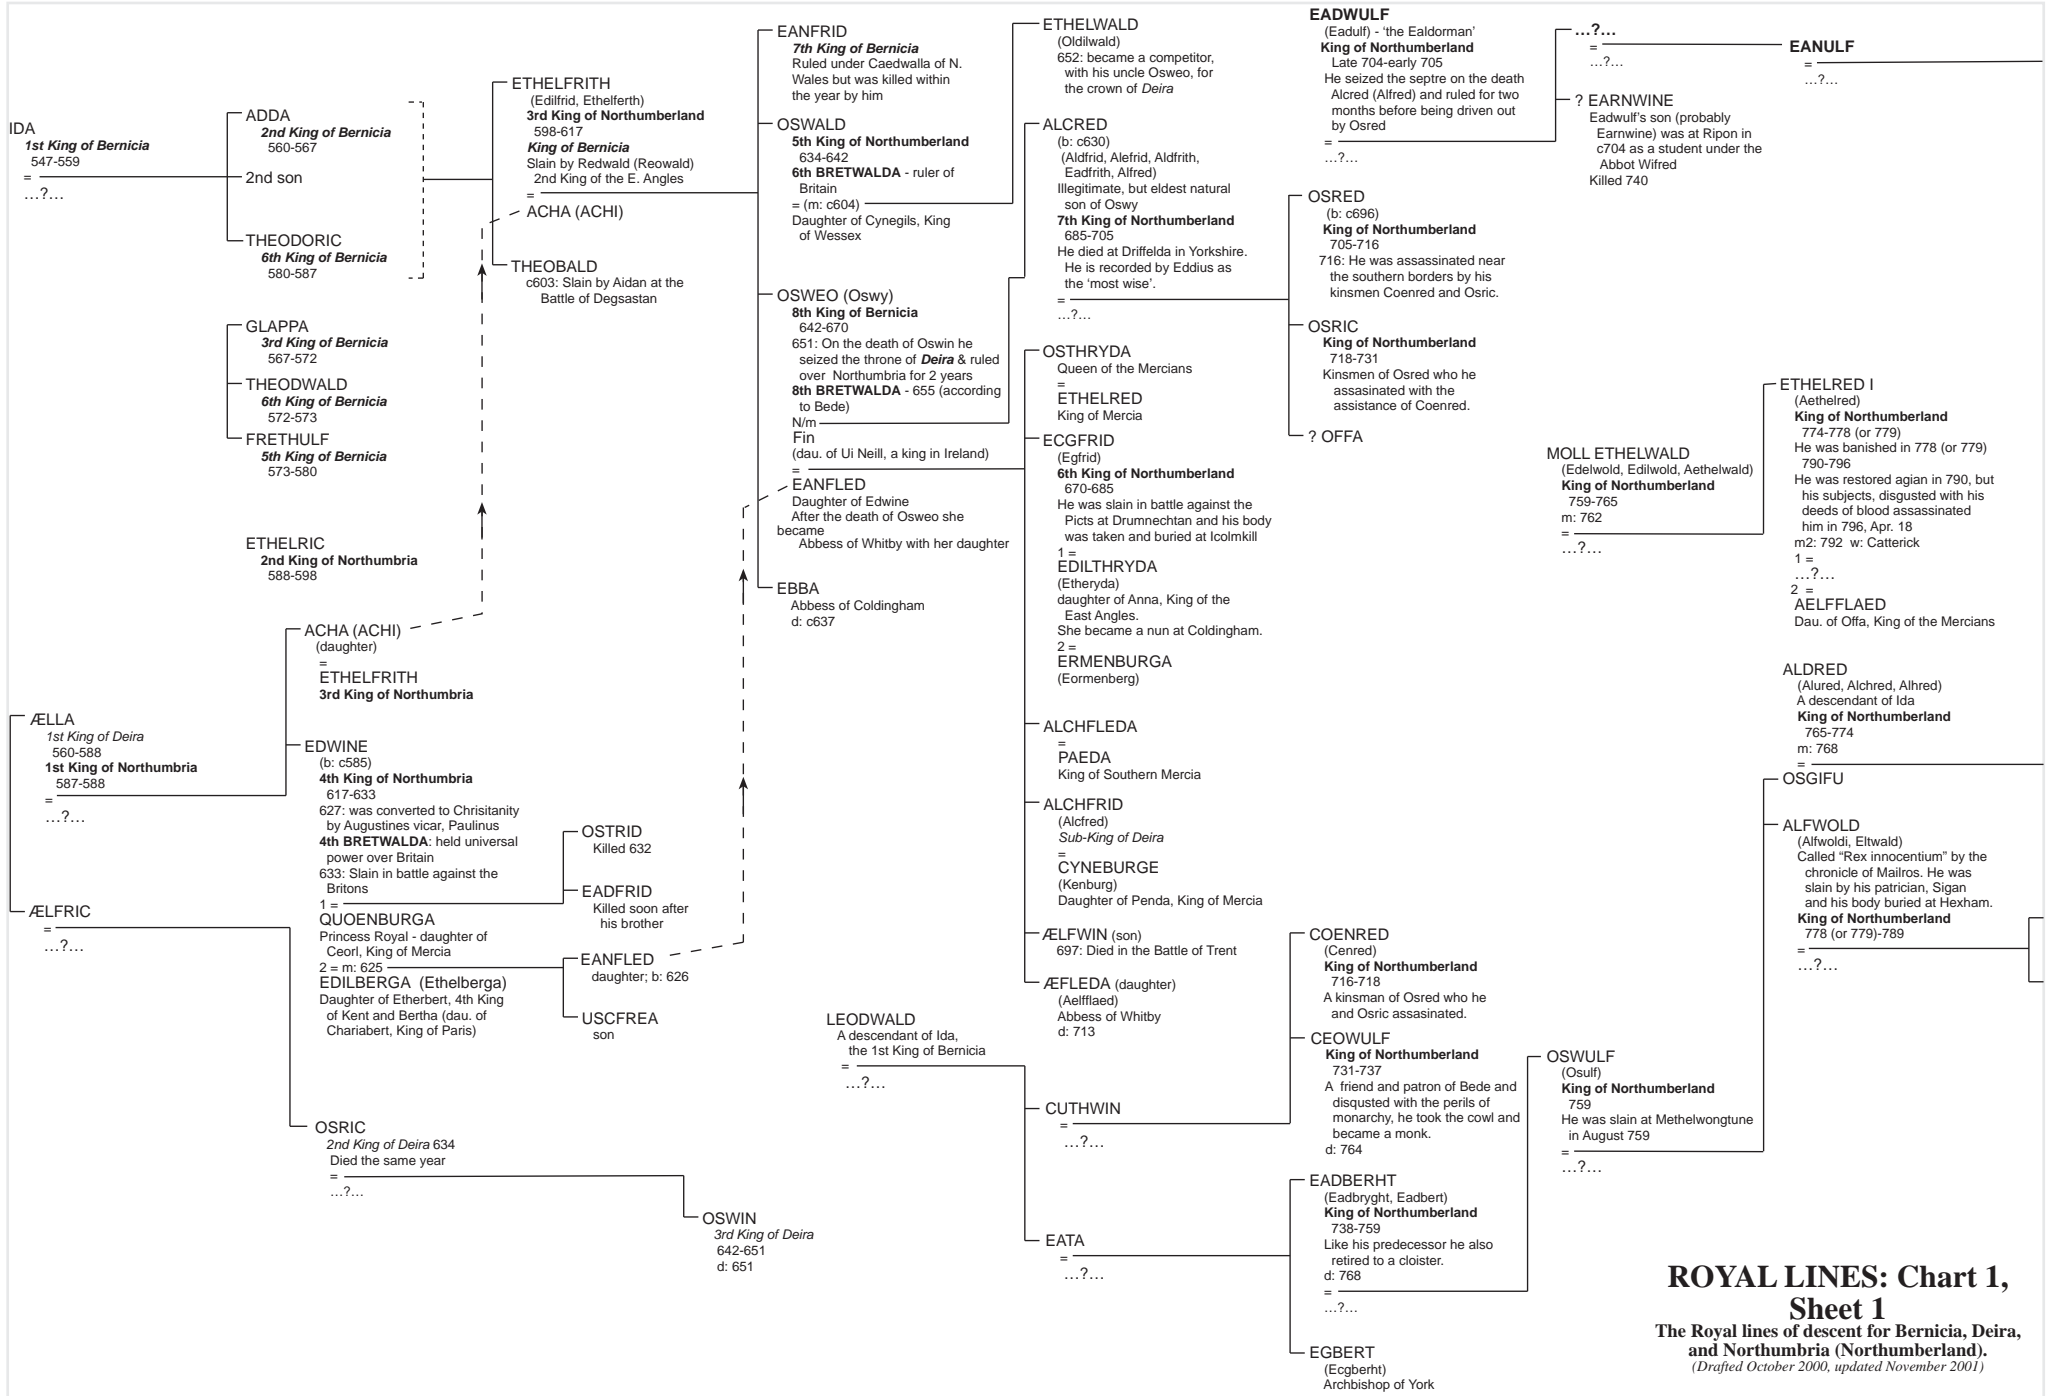 IDA
1st King of Bernicia
547-559
=
...?...
ADDA
2nd King of Bernicia
560-567
2nd son
THEODORIC
6th King of Bernicia
580-587
GLAPPA
3rd King of Bernicia
567-572
THEODWALD
6th King of Bernicia
572-573
FRETHULF
5th King of Bernicia
573-580
ETHELRIC
2nd King of Northumbria
588-598
ÆLLA
1st King of Deira
560-588
1st King of Northumbria
587-588
=
...?...
ÆLFRIC
=
...?...
ACHA (ACHI)
(daughter)
=
ETHELFRITH
3rd King of Northumbria
EDWINE
(b: c585)
4th King of Northumbria
617-633
627: was converted to Chrisitanity
by Augustines vicar, Paulinus
4th BRETWALDA: held universal
power over Britain
633: Slain in battle against the
Britons
1 =
QUOENBURGA
Princess Royal - daughter of
Ceorl, King of Mercia
2 = m: 625
EDILBERGA (Ethelberga)
Daughter of Etherbert, 4th King
of Kent and Bertha (dau. of
Chariabert, King of Paris)
OSRIC
2nd King of Deira 634
Died the same year
=
...?...
OSTRID
Killed 632
EADFRID
Killed soon after
his brother
EANFLED
daughter; b: 626
USCFREA
son
OSWIN
3rd King of Deira
642-651
d: 651
ETHELFRITH
(Edilfrid, Ethelferth)
3rd King of Northumberland
598-617
King of Bernicia
Slain by Redwald (Reowald)
2nd King of the E. Angles
=
ACHA (ACHI)
THEOBALD
c603: Slain by Aidan at the
Battle of Degsastan
EANFRID
7th King of Bernicia
Ruled under Caedwalla of N.
Wales but was killed within
the year by him
OSWALD
5th King of Northumberland
634-642
6th BRETWALDA - ruler of
Britain
= (m: c604)
Daughter of Cynegils, King
of Wessex
OSWEO (Oswy)
8th King of Bernicia
642-670
651: On the death of Oswin he
seized the throne of Deira & ruled
over Northumbria for 2 years
8th BRETWALDA - 655 (according
to Bede)
N/m
Fin
(dau. of Ui Neill, a king in Ireland)
=
EANFLED
Daughter of Edwine
After the death of Osweo she
became
Abbess of Whitby with her daughter
EBBA
Abbess of Coldingham
d: c637
LEODWALD
A descendant of Ida,
the 1st King of Bernicia
=
...?...
ETHELWALD
(Oldilwald)
652: became a competitor,
with his uncle Osweo, for
the crown of Deira
ALCRED
(b: c630)
(Aldfrid, Alefrid, Aldfrith,
Eadfrith, Alfred)
Illegitimate, but eldest natural
son of Oswy
7th King of Northumberland
685-705
He died at Driffelda in Yorkshire.
He is recorded by Eddius as
the ‘most wise’.
=
...?...
OSTHRYDA
Queen of the Mercians
=
ETHELRED
King of Mercia
ECGFRID
(Egfrid)
6th King of Northumberland
670-685
He was slain in battle against the
Picts at Drumnechtan and his body
was taken and buried at Icolmkill
1 =
EDILTHRYDA
(Etheryda)
daughter of Anna, King of the
East Angles.
She became a nun at Coldingham.
2 =
ERMENBURGA
(Eormenberg)
ALCHFLEDA
=
PAEDA
King of Southern Mercia
ALCHFRID
(Alcfred)
Sub-King of Deira
=
CYNEBURGE
(Kenburg)
Daughter of Penda, King of Mercia
ÆLFWIN (son)
697: Died in the Battle of Trent
ÆFLEDA (daughter)
(Aelfflaed)
Abbess of Whitby
d: 713
CUTHWIN
=
...?...
EATA
=
...?...
EADWULF
(Eadulf) - ‘the Ealdorman’
King of Northumberland
Late 704-early 705
He seized the septre on the death
Alcred (Alfred) and ruled for two
months before being driven out
by Osred
=
...?...
OSRED
(b: c696)
King of Northumberland
705-716
716: He was assassinated near
the southern borders by his
kinsmen Coenred and Osric.
OSRIC
King of Northumberland
718-731
Kinsmen of Osred who he
assasinated with the
assistance of Coenred.
? OFFA
COENRED
(Cenred)
King of Northumberland
716-718
A kinsman of Osred who he
and Osric assasinated.
CEOWULF
King of Northumberland
731-737
A friend and patron of Bede and
disqusted with the perils of
monarchy, he took the cowl and
became a monk.
d: 764
EADBERHT
(Eadbryght, Eadbert)
King of Northumberland
738-759
Like his predecessor he also
retired to a cloister.
d: 768
=
...?...
EGBERT
(Ecgberht)
Archbishop of York
...?...
=
...?...
? EARNWINE
Eadwulf's son (probably
Earnwine) was at Ripon in
c704 as a student under the
Abbot Wifred
Killed 740
EANULF
=
...?...
MOLL ETHELWALD
(Edelwold, Edilwold, Aethelwald)
King of Northumberland
759-765
m: 762
=
...?...
OSWULF
(Osulf)
King of Northumberland
759
He was slain at Methelwongtune
in August 759
=
...?...
ETHELRED I
(Aethelred)
King of Northumberland
774-778 (or 779)
He was banished in 778 (or 779)
790-796
He was restored agian in 790, but
his subjects, disgusted with his
deeds of blood assassinated
him in 796, Apr. 18
m2: 792 w: Catterick
1 =
...?...
2 =
AELFFLAED
Dau. of Offa, King of the Mercians
ALDRED
(Alured, Alchred, Alhred)
A descendant of Ida
King of Northumberland
765-774
m: 768
=
OSGIFU
ALFWOLD
(Alfwoldi, Eltwald)
Called “Rex innocentium” by the
chronicle of Mailros. He was
slain by his patrician, Sigan
and his body buried at Hexham.
King of Northumberland
778 (or 779)-789
=
...?...
ROYAL LINES: Chart 1,
Sheet 1
The Royal lines of descent for Bernicia, Deira,
and Northumbria (Northumberland).
(Drafted October 2000, updated November 2001)